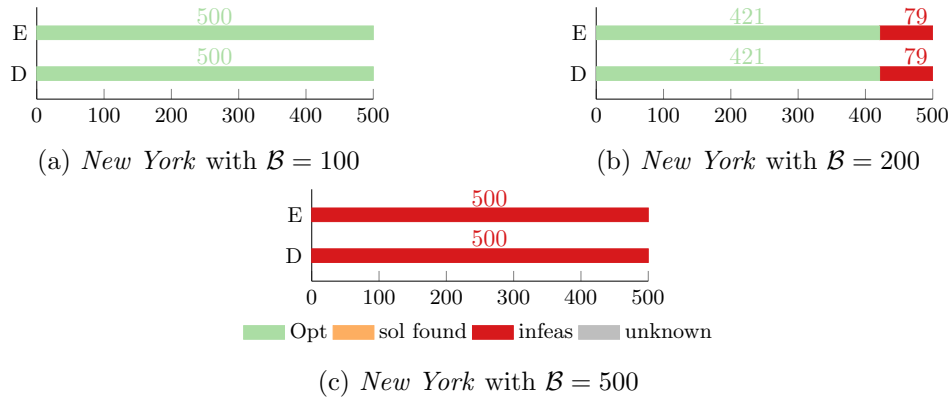 500
E
500
D
0 100 200 300 400 500
(a) New York with B = 100
421 79
E
421 79
D
0 100 200 300 400 500
(b) New York with B = 200
500
E
500
D
0 100 200 300 400 500
Opt sol found infeas unknown
(c) New York with B = 500